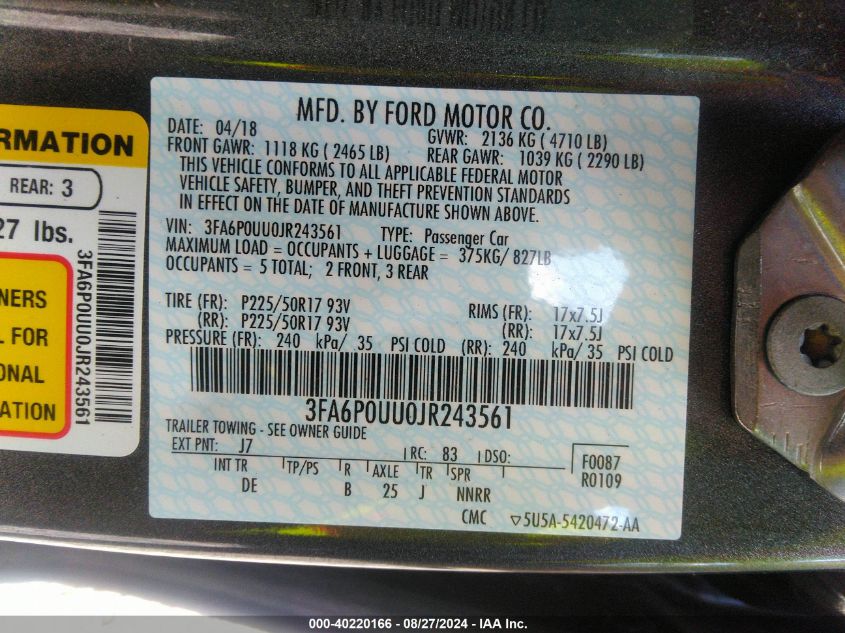 MFD. BY FORD MOTOR CO.
DATE: 04/18 GVWR: 2136 KG ( 4710 LB)
FRONT GAWR: 1118 KG ( 2465 LB) REAR GAWR: 1039 KG ( 2290 LB)
THIS VEHICLE CONFORMS TO ALL APPLICABLE FEDERAL MOTOR
VEHICLE SAFETY, BUMPER, AND THEFT PREVENTION STANDARDS
IN EFFECT ON THE DATE OF MANUFACTURE SHOWN ABOVE.
VIN: 3FA6P0UU0JR243561 TYPE: Passenger Car
MAXIMUM LOAD = OCCUPANTS + LUGGAGE = 375KG/ 827LB
OCCUPANTS = 5 TOTAL; 2 FRONT, 3 REAR
TIRE (FR): P225/50R17 93V RIMS (FR): 17x7.5J
(RR): P225/50R17 93V (RR): 17x7.5J
PRESSURE (FR): 240 kPa/ 35 PSI COLD (RR): 240 kPa/ 35 PSI COLD
3FA6P0UU0JR243561
TRAILER TOWING - SEE OWNER GUIDE
EXT PNT: J7 RC: 83 DSO: F0087
INT TR TP/PS R AXLE TR SPR R0109
DE B 25 J NNRR
CMC ▽5U5A-5420472-AA
RMATION
REAR: 3
27 lbs.
NERS
L FOR
ONAL
ATION
3FA6P0UU0JR243561
000-40220166 - 08/27/2024 - IAA Inc.